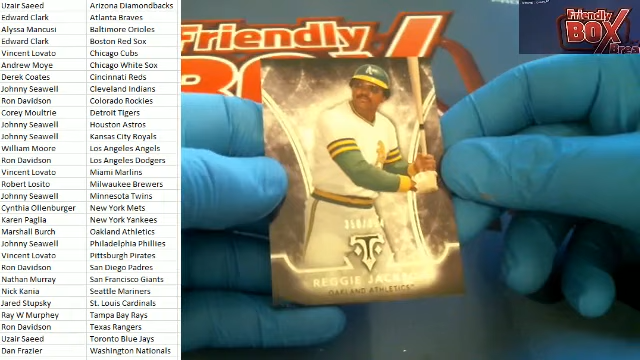 Uzair Saeed Arizona Diamondbacks
Edward Clark Atlanta Braves
Alyssa Mancusi Baltimore Orioles
Edward Clark Boston Red Sox
Vincent Lovato Chicago Cubs
Andrew Moye Chicago White Sox
Derek Coates Cincinnati Reds
Johnny Seawell Cleveland Indians
Ron Davidson Colorado Rockies
Corey Moultrie Detroit Tigers
Johnny Seawell Houston Astros
Johnny Seawell Kansas City Royals
William Moore Los Angeles Angels
Ron Davidson Los Angeles Dodgers
Vincent Lovato Miami Marlins
Robert Losito Milwaukee Brewers
Johnny Seawell Minnesota Twins
Cynthia Ollenburger New York Mets
Karen Paglia New York Yankees
Marshall Burch Oakland Athletics
Johnny Seawell Philadelphia Phillies
Vincent Lovato Pittsburgh Pirates
Ron Davidson San Diego Padres
Nathan Murray San Francisco Giants
Nick Kania Seattle Mariners
Jared Stupsky St. Louis Cardinals
Ray W Murphey Tampa Bay Rays
Ron Davidson Texas Rangers
Uzair Saeed Toronto Blue Jays
Dan Frazier Washington Nationals
Friendly
Friendly
BOX
Brea
REGGIE JACKSON
OAKLAND ATHLETICS